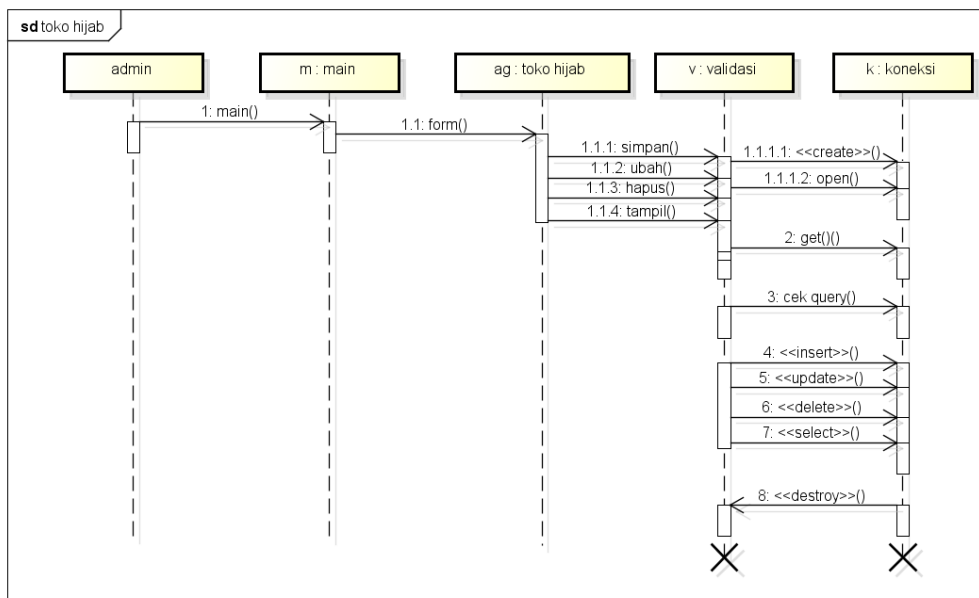 sd toko hijab
admin
m : main
ag : toko hijab
v : validasi
k : koneksi
1: main()
1.1: form()
1.1.1: simpan()
1.1.1.1: <<create>>()
1.1.2: ubah()
1.1.1.2: open()
1.1.3: hapus()
1.1.4: tampil()
2: get()()
3: cek query()
4: <<insert>>()
5: <<update>>()
6: <<delete>>()
7: <<select>>()
8: <<destroy>>()